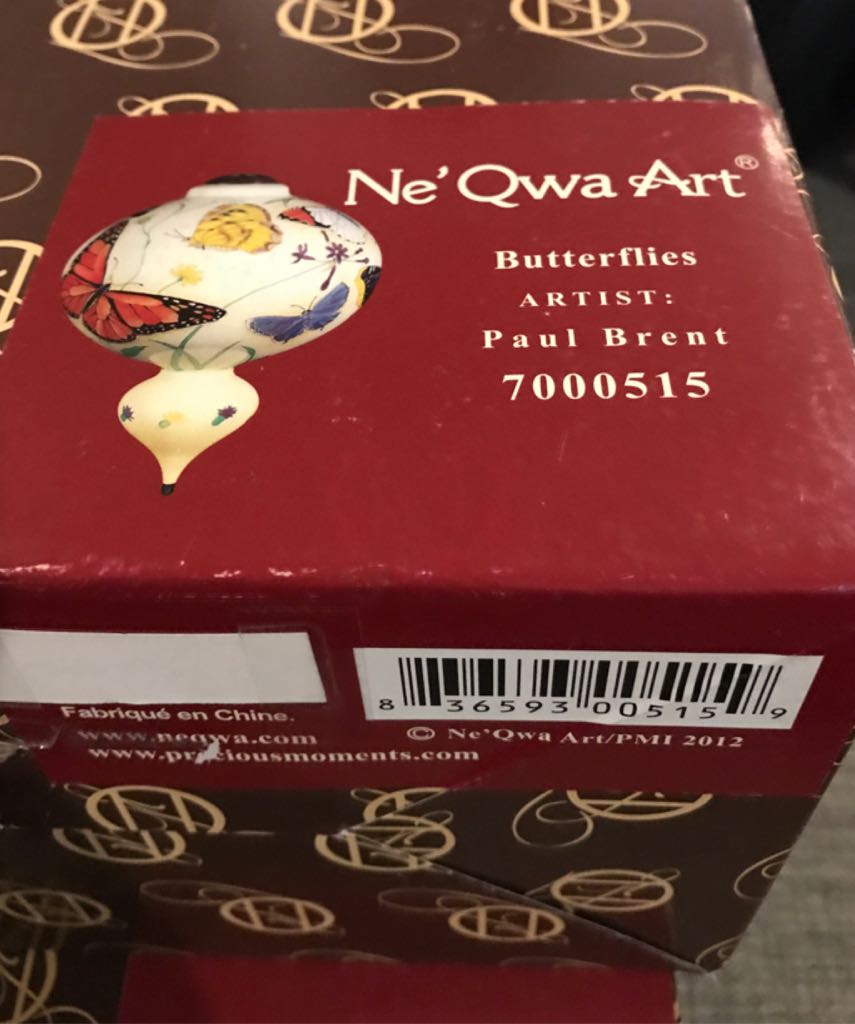 Ne'Qwa Art®
Butterflies
ARTIST:
Paul Brent
7000515
8 36593 00515 9
Fabriqué en Chine.
www.neqwa.com
www.preciousmoments.com
© Ne'Qwa Art/PMI 2012